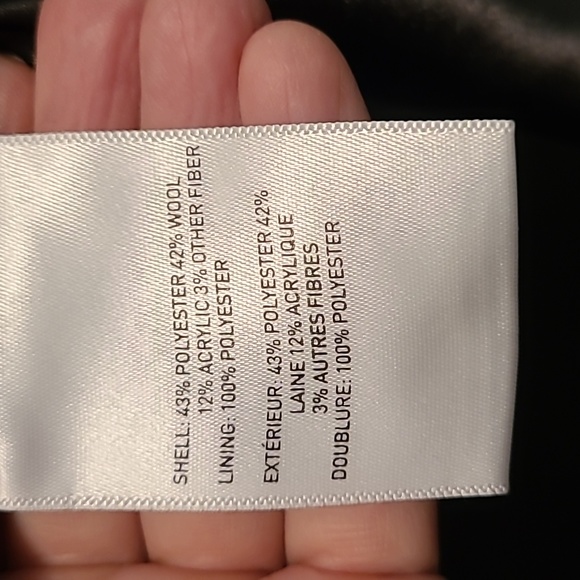 SHELL: 43% POLYESTER 42% WOOL
12% ACRYLIC 3% OTHER FIBER
LINING: 100% POLYESTER
EXTÉRIEUR: 43% POLYESTER 42%
LAINE 12% ACRYLIQUE
3% AUTRES FIBRES
DOUBLURE: 100% POLYESTER